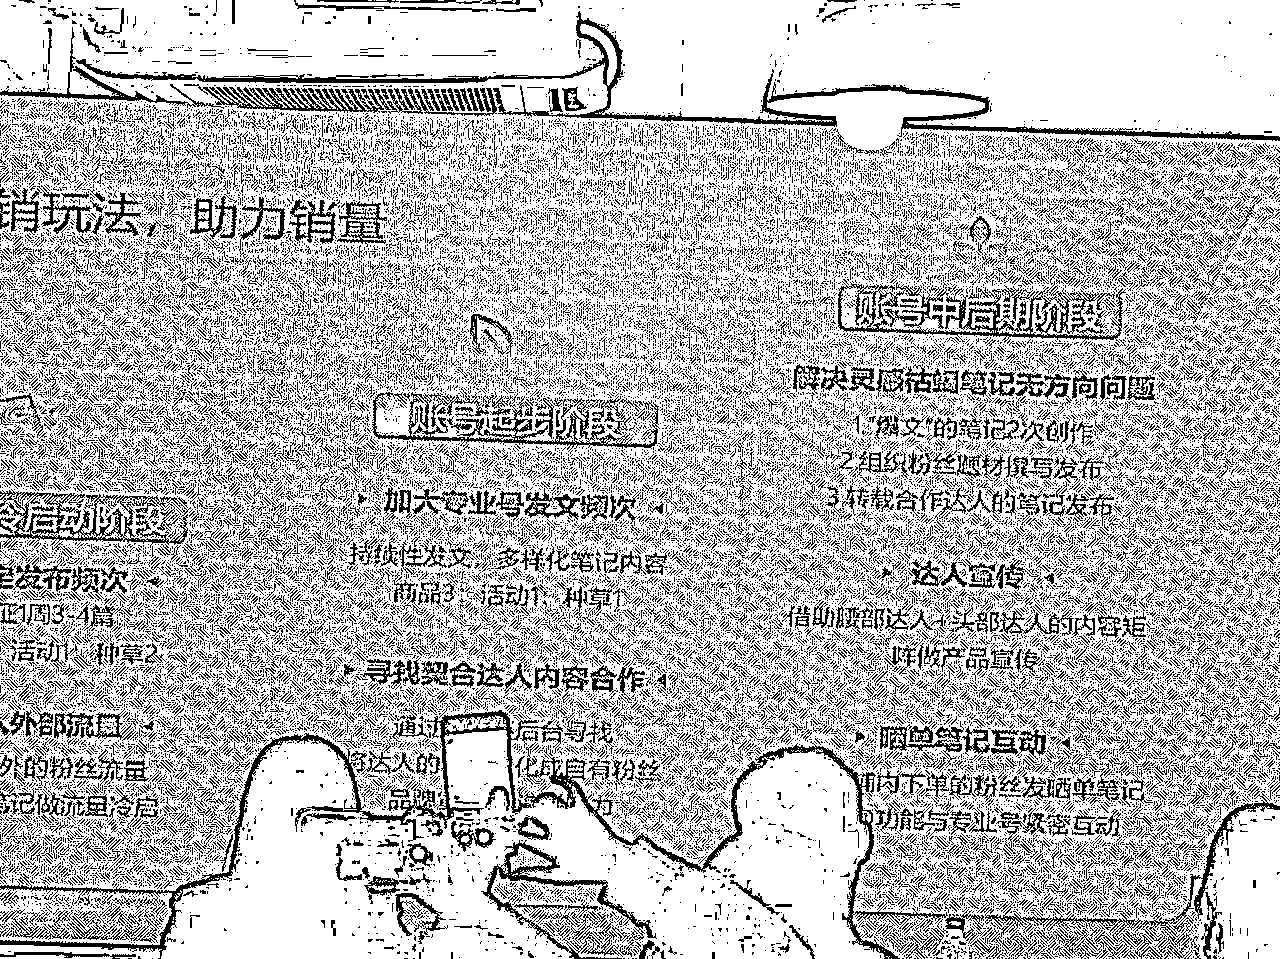 销玩法，助力销量
启动阶段
发布频次
1周3-4篇
活动1、种草2
外部流量
外的粉丝流量
笔记做流量冷启
账号起步阶段
加大专业号发文频次
持续性发文，多样化笔记内容
商品3、活动1、种草1
寻找契合达人内容合作
通过
后台寻找
将达人的
化成自有粉丝
品牌
力
账号中后期阶段
解决灵感枯竭笔记无方向问题
1.“爆文”的笔记2次创作
2.组织粉丝题材撰写发布
3.转载合作达人的笔记发布
达人宣传
借助腰部达人+头部达人的内容矩
阵做产品宣传
晒单笔记互动
内下单的粉丝发晒单笔记
功能与专业号紧密互动